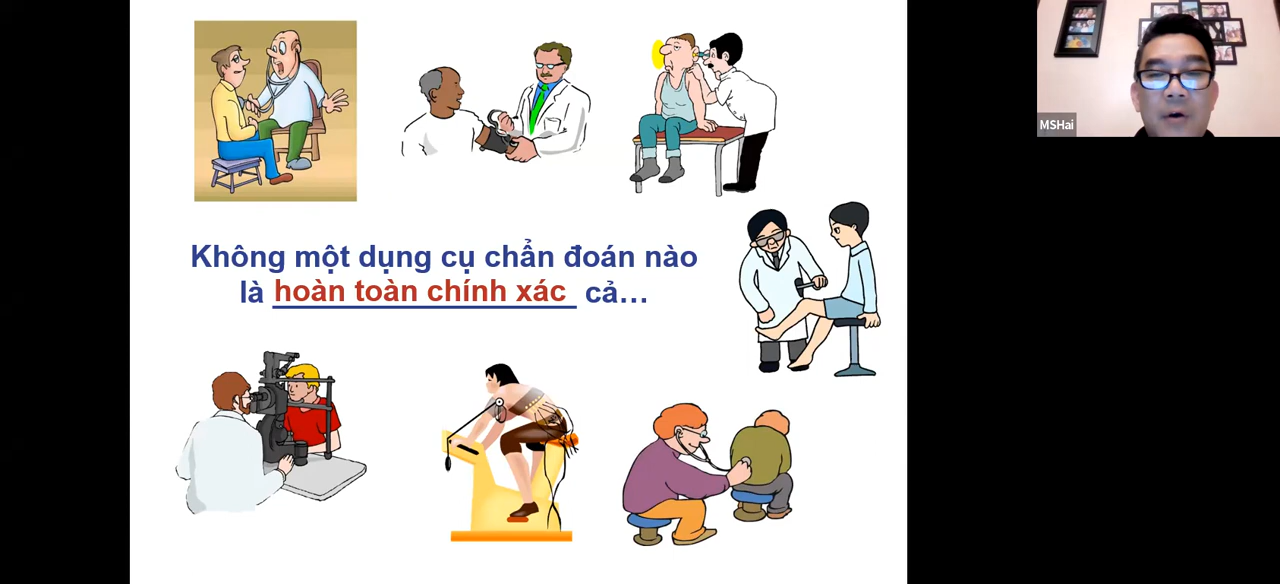 MSHai
Không một dụng cụ chẩn đoán nào
là hoàn toàn chính xác cả...